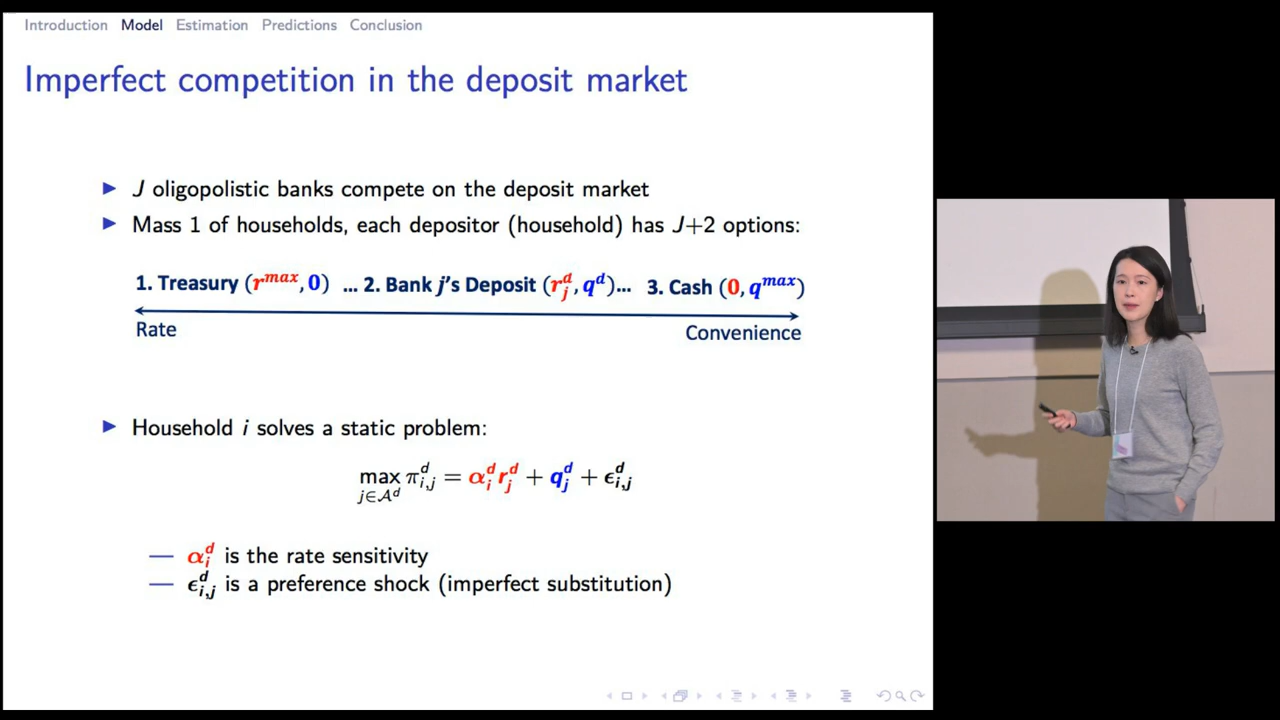 Introduction Model Estimation Predictions Conclusion
Imperfect competition in the deposit market
▶ J oligopolistic banks compete on the deposit market
▶ Mass 1 of households, each depositor (household) has J+2 options:
1. Treasury (r^{max}, 0) ... 2. Bank j's Deposit (r_j^d, q^d)... 3. Cash (0, q^{max})
Rate Convenience
▶ Household i solves a static problem:
max_{j∈𝒜^d} π_{i,j}^d = α_i^d r_j^d + q_j^d + ϵ_{i,j}^d
— α_i^d is the rate sensitivity
— ϵ_{i,j}^d is a preference shock (imperfect substitution)